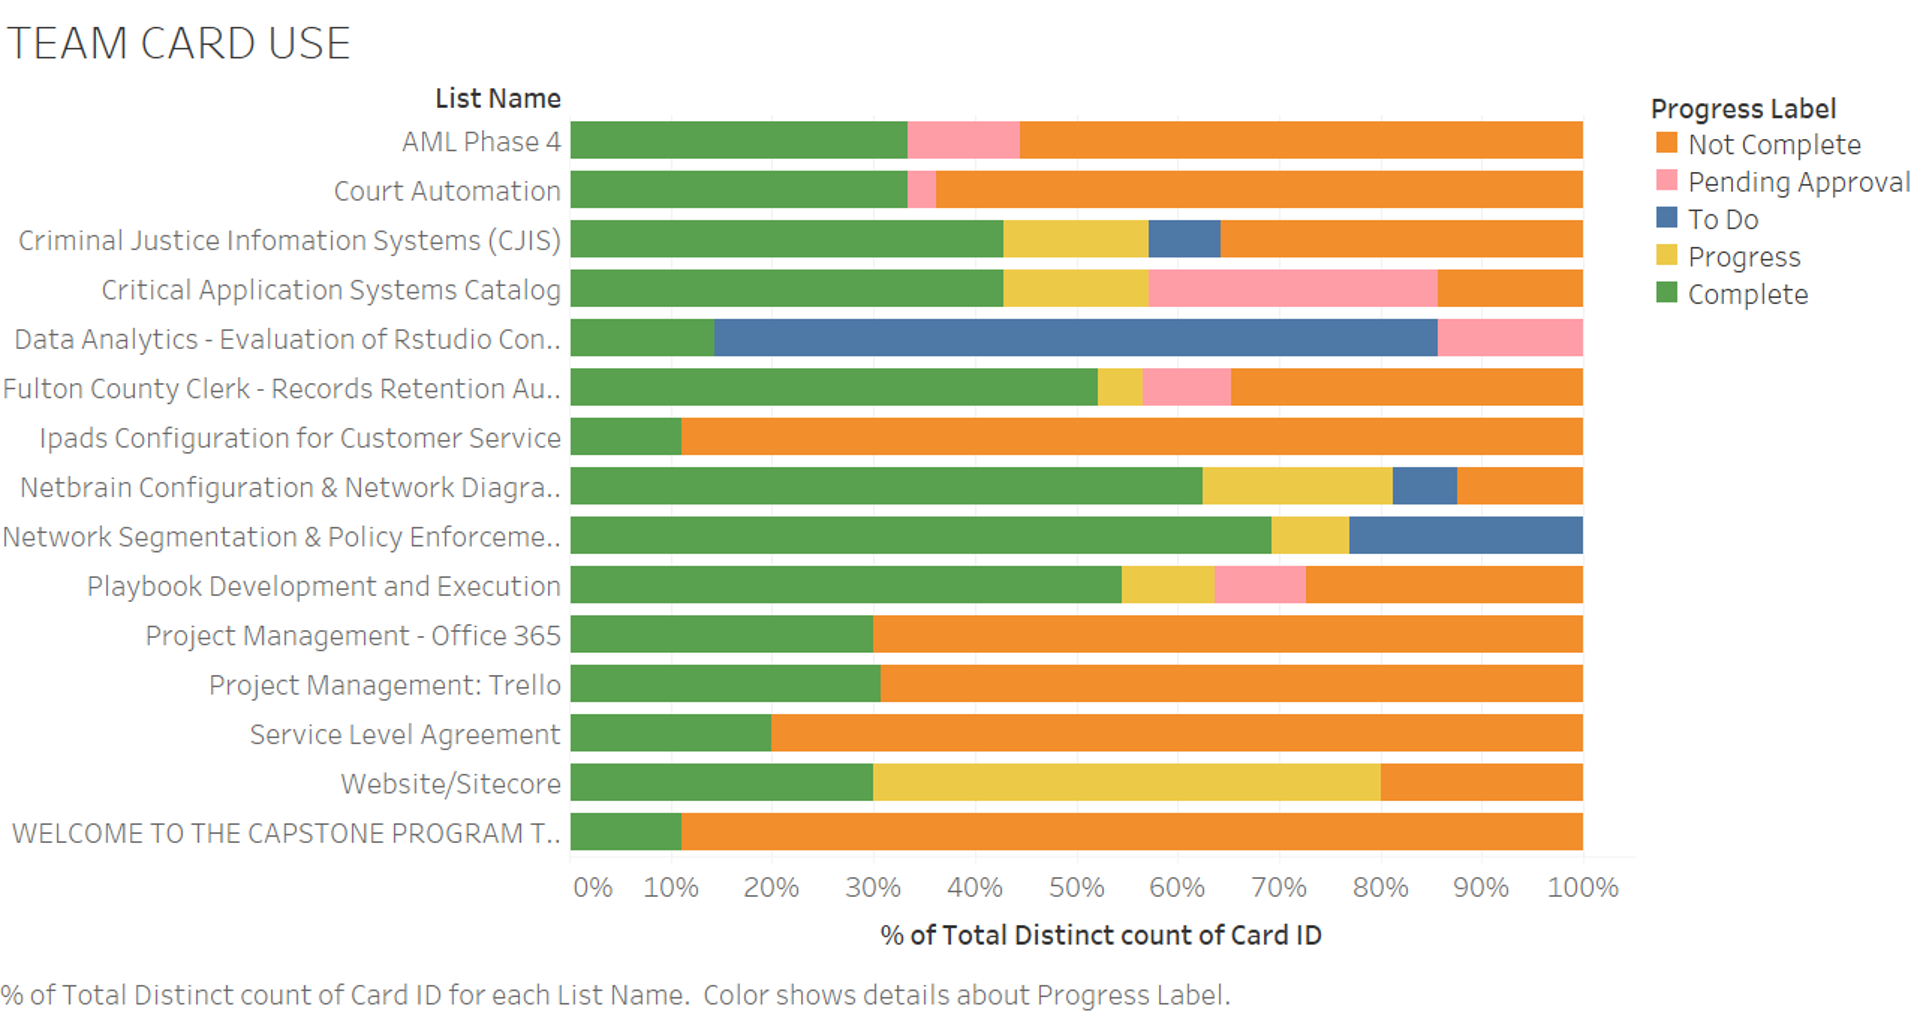 TEAM CARD USE
List Name
AML Phase 4
Court Automation
Criminal Justice Infomation Systems (CJIS)
Critical Application Systems Catalog
Data Analytics - Evaluation of Rstudio Con..
Fulton County Clerk - Records Retention Au..
Ipads Configuration for Customer Service
Netbrain Configuration & Network Diagra..
Network Segmentation & Policy Enforceme..
Playbook Development and Execution
Project Management - Office 365
Project Management: Trello
Service Level Agreement
Website/Sitecore
WELCOME TO THE CAPSTONE PROGRAM T..
0% 10% 20% 30% 40% 50% 60% 70% 80% 90% 100%
% of Total Distinct count of Card ID
Progress Label
Not Complete
Pending Approval
To Do
Progress
Complete
% of Total Distinct count of Card ID for each List Name. Color shows details about Progress Label.